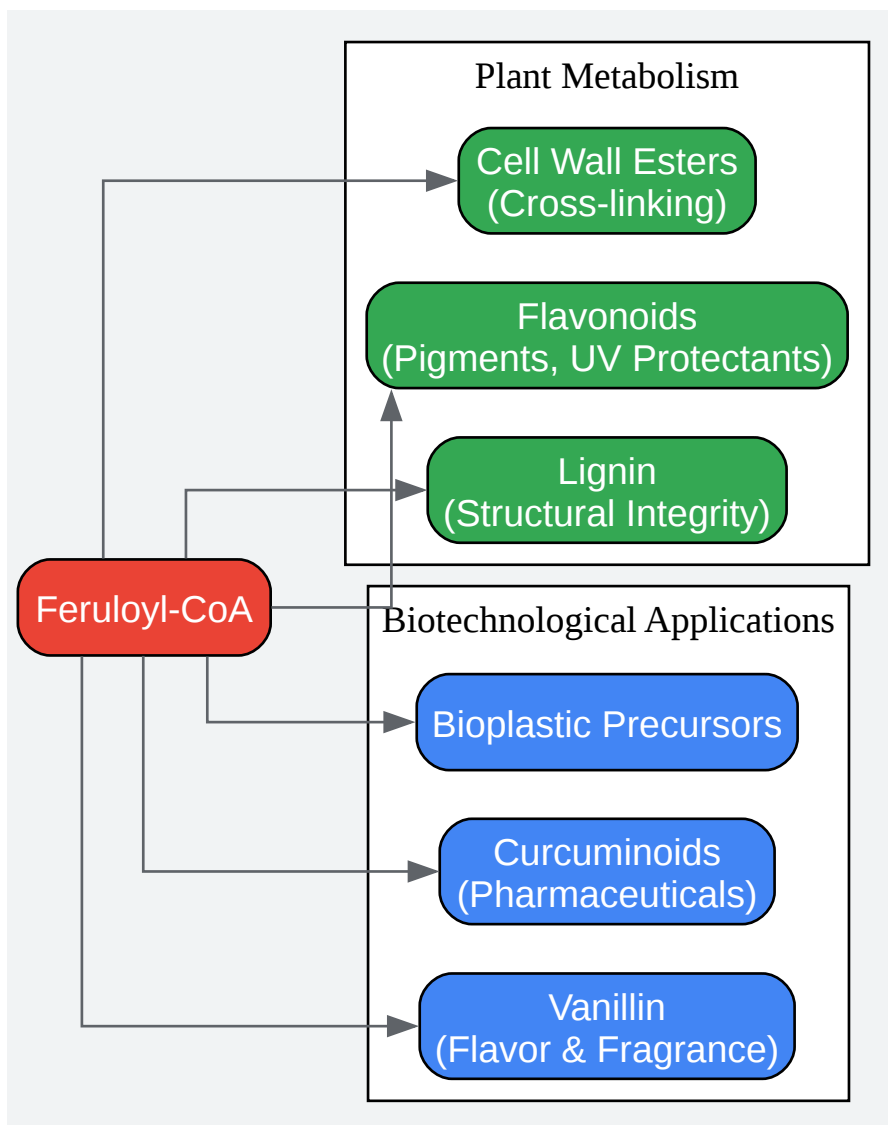 Plant Metabolism
Cell Wall Esters
(Cross-linking)
Flavonoids
(Pigments, UV Protectants)
Lignin
(Structural Integrity)
Feruloyl-CoA
Biotechnological Applications
Bioplastic Precursors
Curcuminoids
(Pharmaceuticals)
Vanillin
(Flavor & Fragrance)